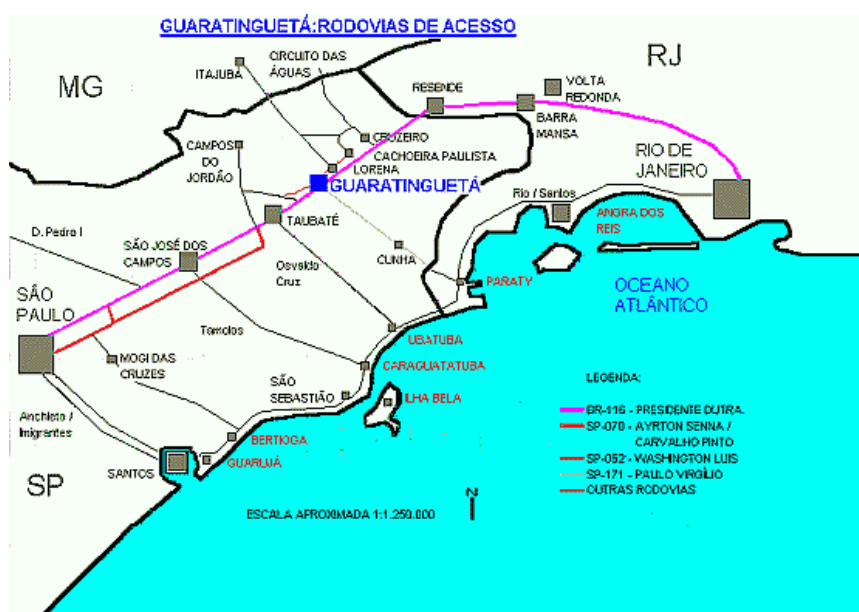 GUARATINGUETÁ:RODOVIAS DE ACESSO
MG
RJ
ITAJUBÁ
CIRCUITO DAS
ÁGUAS
RESENDE
VOLTA
REDONDA
BARRA
MANSA
CAMPOS
DO
JORDÃO
CRUZEIRO
CACHOEIRA PAULISTA
LORENA
GUARATINGUETÁ
RIO DE
JANEIRO
Rio / Santos
ANGRA DOS
REIS
TAUBATÉ
D. Pedro I
SÃO JOSÉ DOS
CAMPOS
Osvaldo
Cruz
CUNHA
PARATY
OCEANO
ATLÂNTICO
SÂO
PAULO
Tamoios
UBATUBA
MOGI DAS
CRUZES
CARAGUATATUBA
SÃO
SEBASTIÃO
ILHA BELA
Anchieta /
Imigrantes
BERTIOGA
SANTOS
GUARUJÁ
SP
LEGENDA:
BR-116 - PRESIDENTE DUTRA
SP-070 - AYRTON SENNA /
CARVALHO PINTO
SP-052 - WASHINGTON LUIS
SP-171 - PAULO VIRGÍLIO
OUTRAS RODOVIAS
N
ESCALA APROXIMADA 1:1.250.000